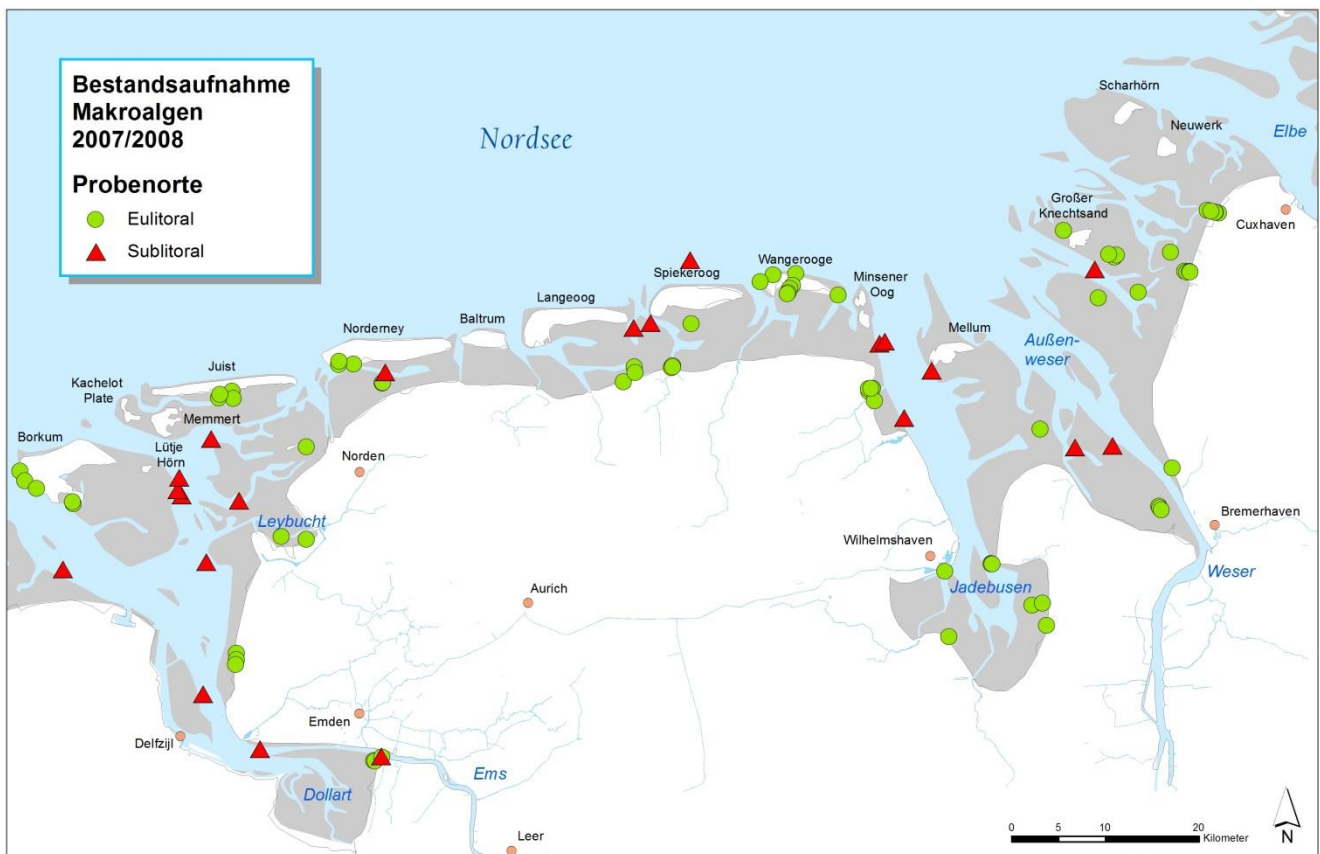 Bestandsaufnahme
Makroalgen
2007/2008
Probenorte
Eulitoral
Sublitoral
Nordsee
Scharhörn
Neuwerk
Elbe
Cuxhaven
Großer
Knechtsand
Wangerooge
Spiekeroog
Minsener
Oog
Langeoog
Mellum
Außen-
weser
Baltrum
Norderney
Juist
Kachelot
Plate
Memmert
Borkum
Lütje
Hörn
Norden
Leybucht
Bremerhaven
Wilhelmshaven
Weser
Jadebusen
Aurich
Emden
Delfzijl
Ems
Dollart
Leer
N
0 5 10 20
Kilometer